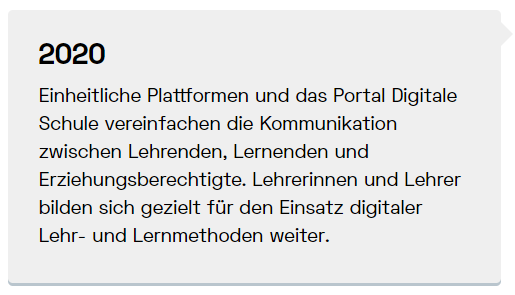 2020
Einheitliche Plattformen und das Portal Digitale
Schule vereinfachen die Kommunikation
zwischen Lehrenden, Lernenden und
Erziehungsberechtigte. Lehrerinnen und Lehrer
bilden sich gezielt für den Einsatz digitaler
Lehr- und Lernmethoden weiter.